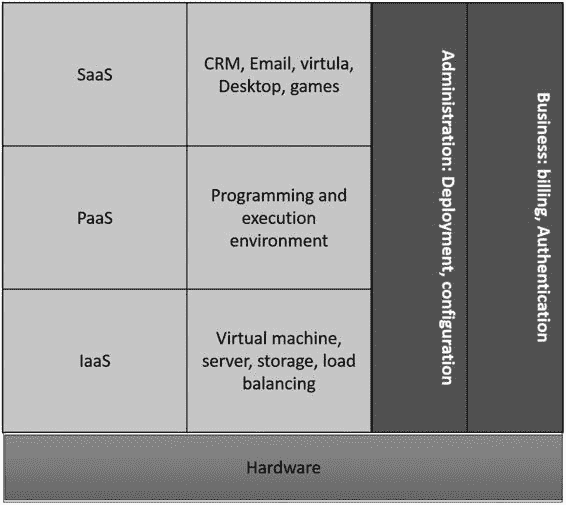 SaaS
CRM, Email, virtula,
Desktop, games
PaaS
Programming and
execution
environment
IaaS
Virtual machine,
server, storage, load
balancing
Administration: Deployment, configuration
Business: billing, Authentication
Hardware